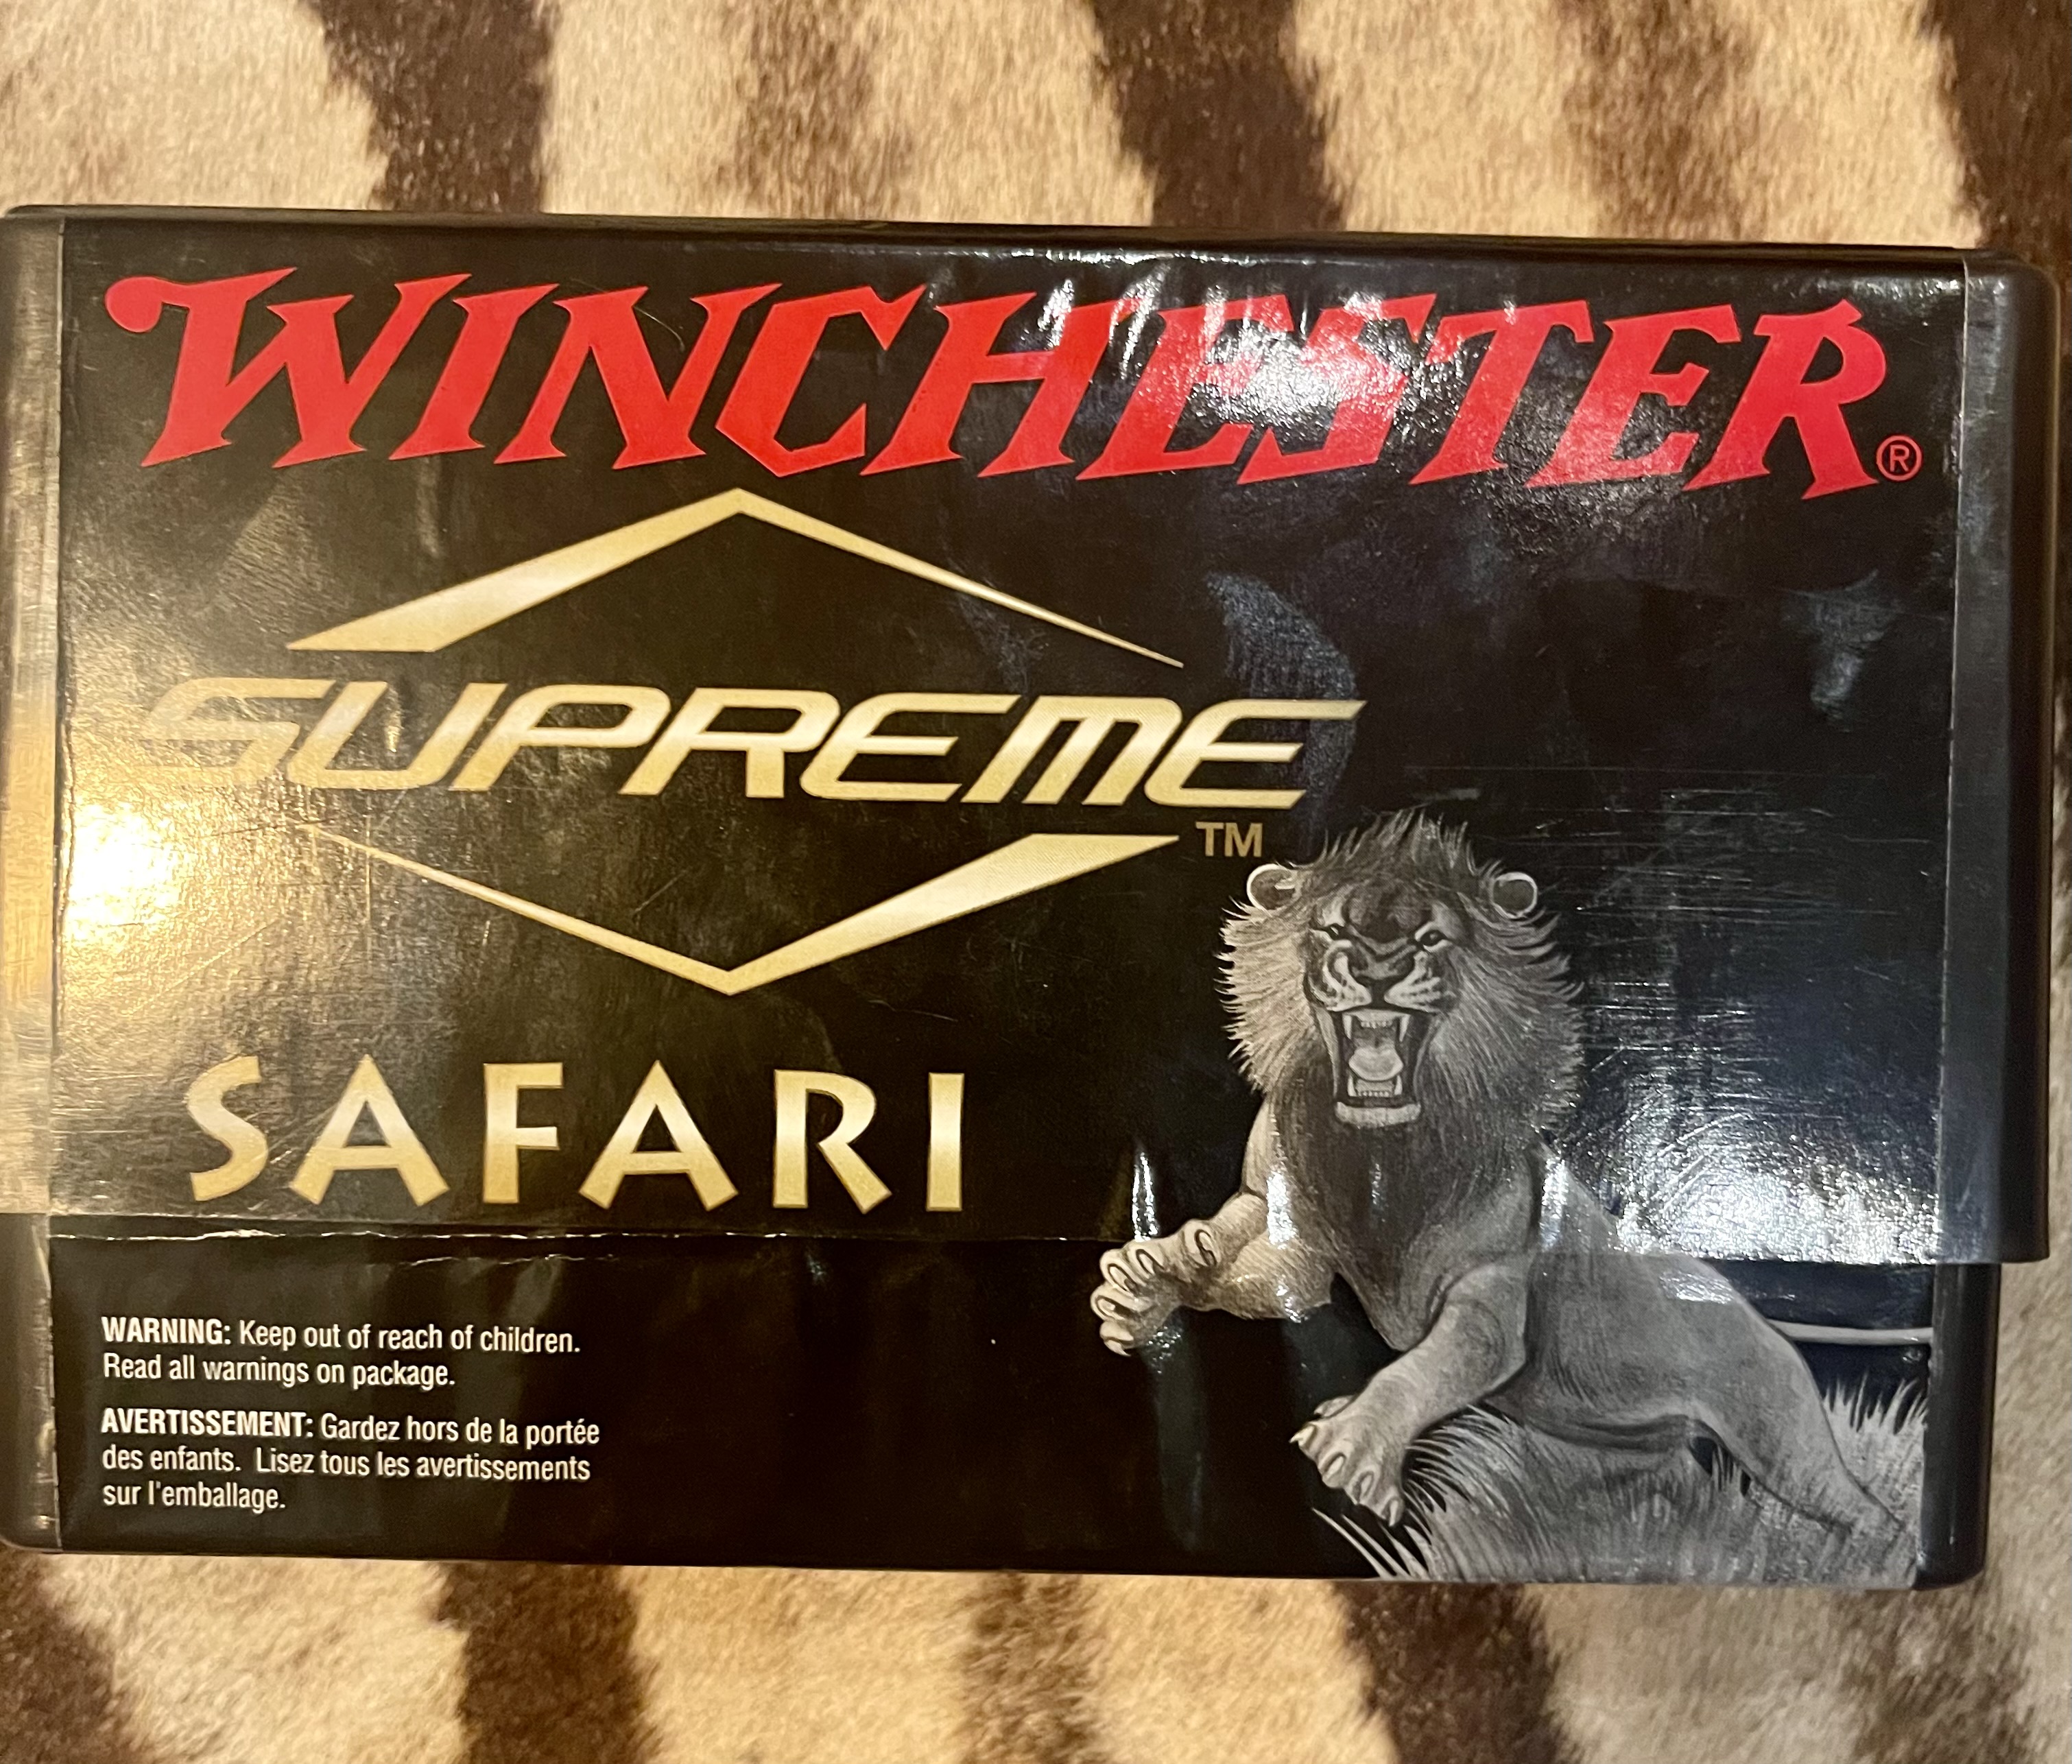 WINCHESTER®
SUPREME
TM
SAFARI
WARNING: Keep out of reach of children.
Read all warnings on package.
AVERTISSEMENT: Gardez hors de la portée
des enfants. Lisez tous les avertissements
sur l'emballage.